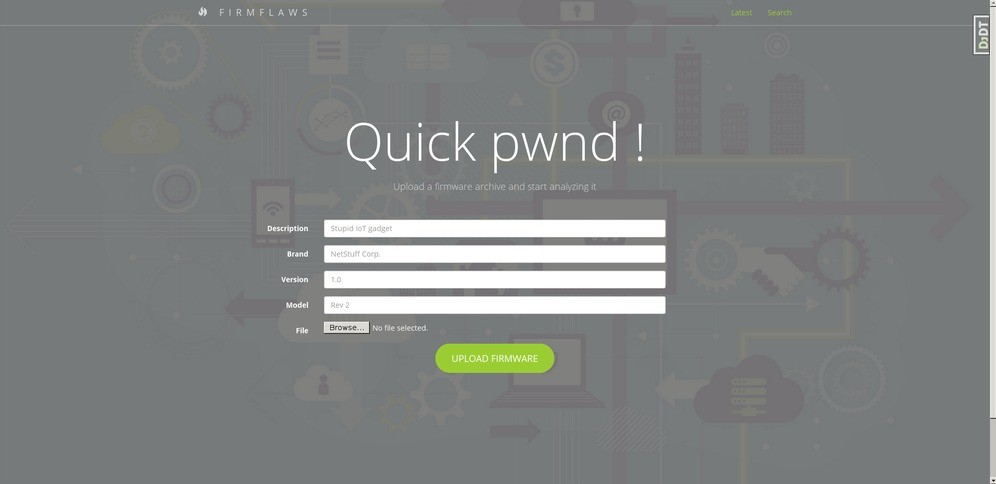 FIRMFLAWS
Latest
Search
DjDT
Quick pwnd !
Upload a firmware archive and start analyzing it
Description
Stupid IoT gadget
Brand
NetStuff Corp.
Version
1.0
Model
Rev 2
File
Browse...
No file selected.
UPLOAD FIRMWARE